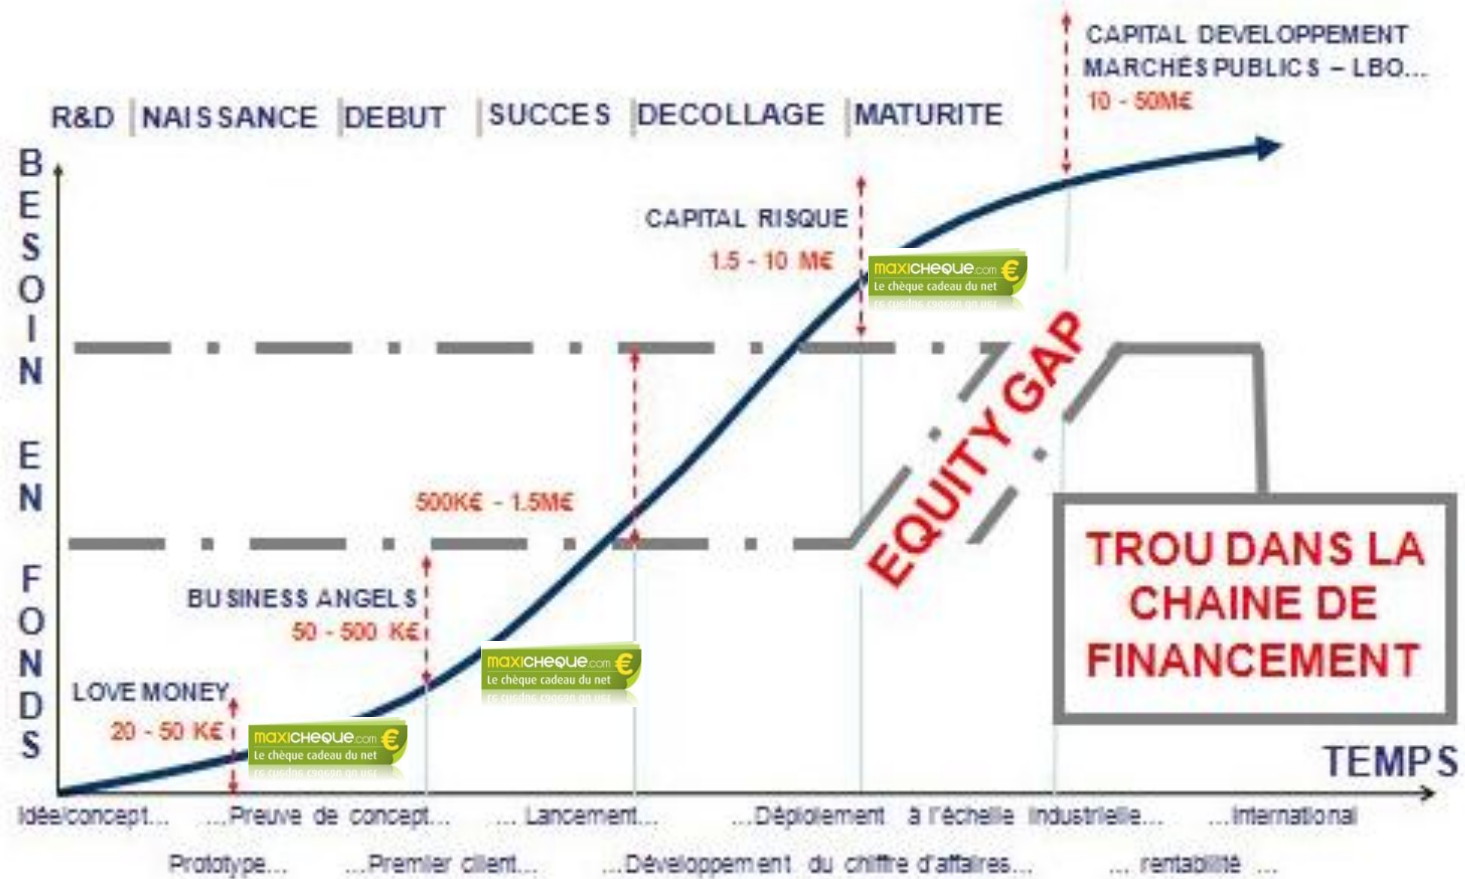 CAPITAL DEVELOPPEMENT
MARCHÉS PUBLICS – LBO...
10 - 50M€
R&D | NAISSANCE | DEBUT | SUCCES | DECOLLAGE | MATURITE
BESOIN EN FONDS
CAPITAL RISQUE
1.5 - 10 M€
maxicheque.com €
Le chèque cadeau du net
EQUITY GAP
500K€ - 1.5M€
TROU DANS LA
CHAINE DE
FINANCEMENT
BUSINESS ANGELS
50 - 500 K€
maxicheque.com €
Le chèque cadeau du net
LOVE MONEY
20 - 50 K€
maxicheque.com €
Le chèque cadeau du net
TEMPS
Idée/concept... ...Preuve de concept... ... Lancement... ...Déploiement à l'échelle Industrielle... ...International
Prototype... ...Premier client... ...Développement du chiffre d'affaires... ... rentabilité ...